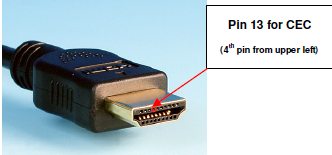 Pin 13 for CEC
(4th pin from upper left)